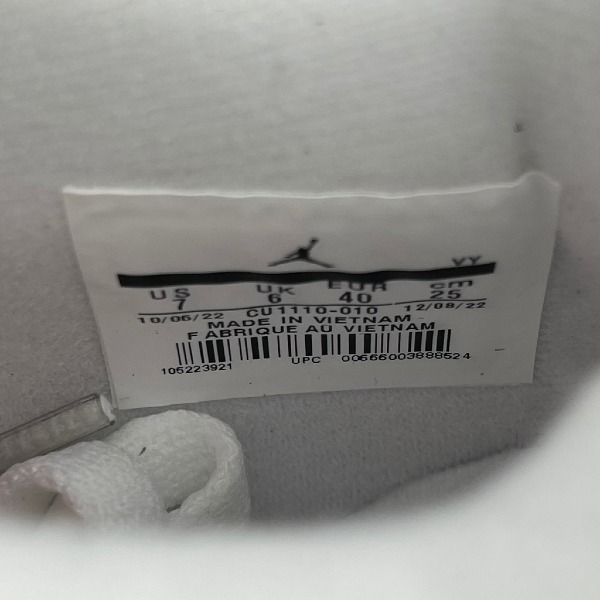 VY
US UK EUR cm
7 6 40 25
10/06/22 CU1110-010 12/08/22
MADE IN VIETNAM
FABRIQUE AU VIETNAM
105223921 UPC 00666003888524